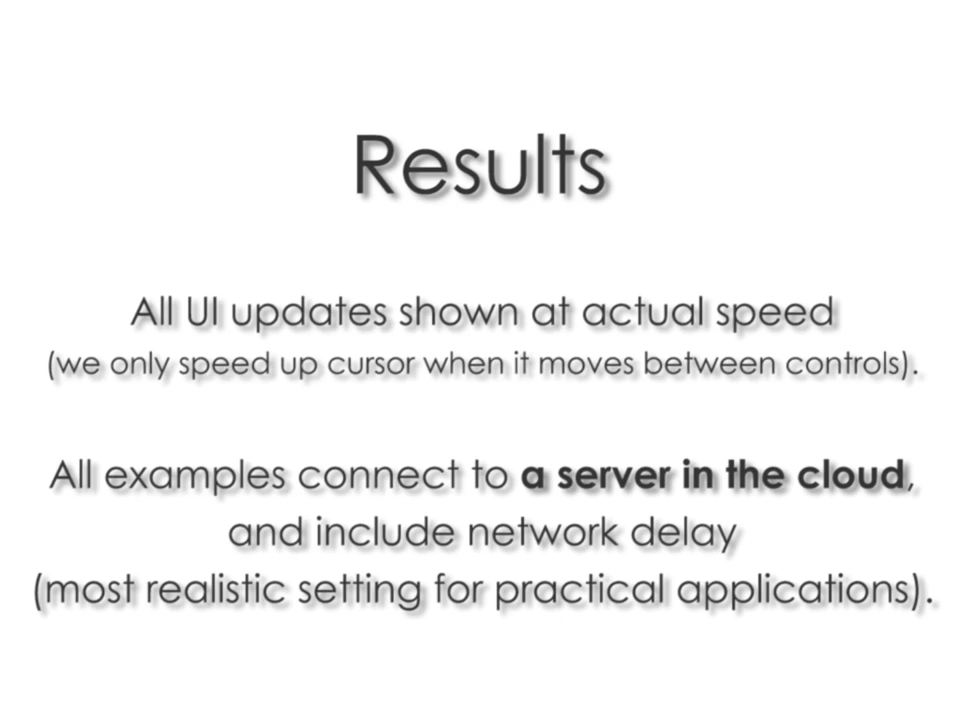 Results
All UI updates shown at actual speed
(we only speed up cursor when it moves between controls).
All examples connect to a server in the cloud,
and include network delay
(most realistic setting for practical applications).